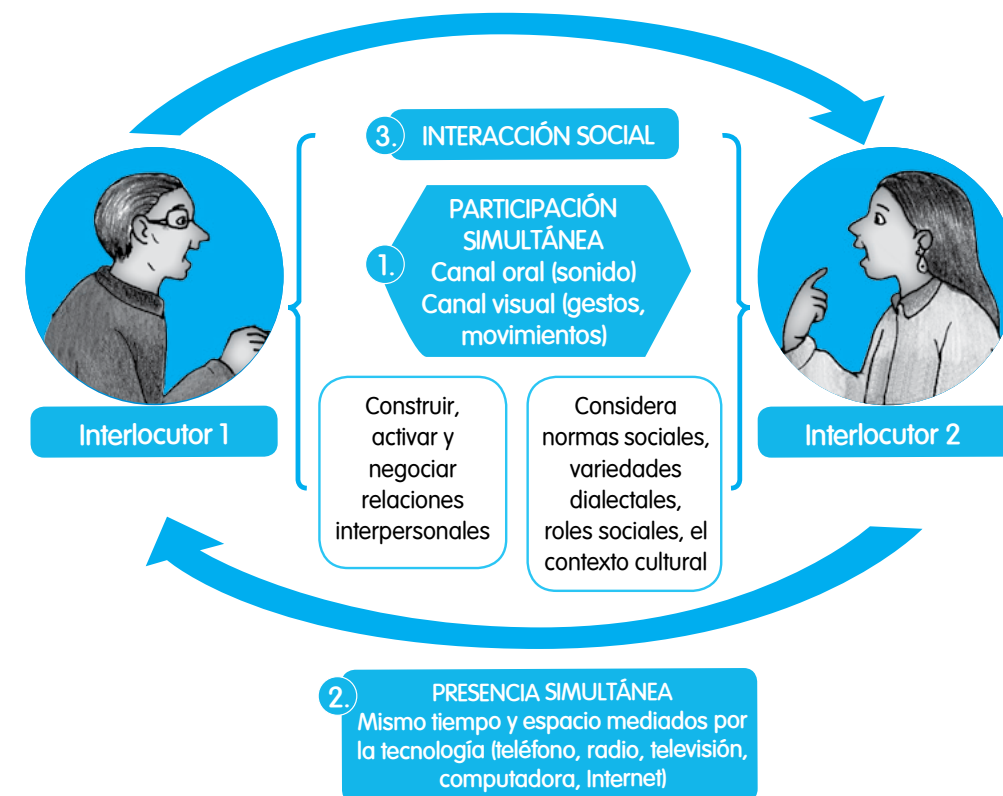 3. INTERACCIÓN SOCIAL
1.
PARTICIPACIÓN
SIMULTÁNEA
Canal oral (sonido)
Canal visual (gestos,
movimientos)
Interlocutor 1
Construir,
activar y
negociar
relaciones
interpersonales
Considera
normas sociales,
variedades
dialectales,
roles sociales, el
contexto cultural
Interlocutor 2
2. PRESENCIA SIMULTÁNEA
Mismo tiempo y espacio mediados por
la tecnología (teléfono, radio, televisión,
computadora, Internet)